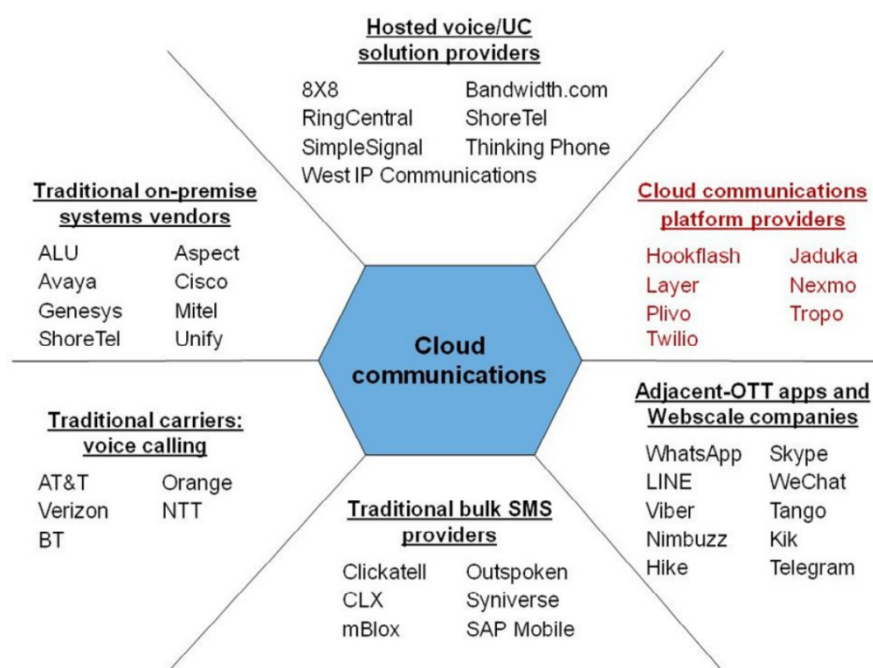 Hosted voice/UC
solution providers
8X8 Bandwidth.com
RingCentral ShoreTel
SimpleSignal Thinking Phone
West IP Communications
Traditional on-premise
systems vendors
ALU Aspect
Avaya Cisco
Genesys Mitel
ShoreTel Unify
Cloud communications
platform providers
Hookflash Jaduka
Layer Nexmo
Plivo Tropo
Twilio
Cloud
communications
Traditional carriers:
voice calling
AT&T Orange
Verizon NTT
BT
Traditional bulk SMS
providers
Clickatell Outspoken
CLX Syniverse
mBlox SAP Mobile
Adjacent-OTT apps and
Webscale companies
WhatsApp Skype
LINE WeChat
Viber Tango
Nimbuzz Kik
Hike Telegram